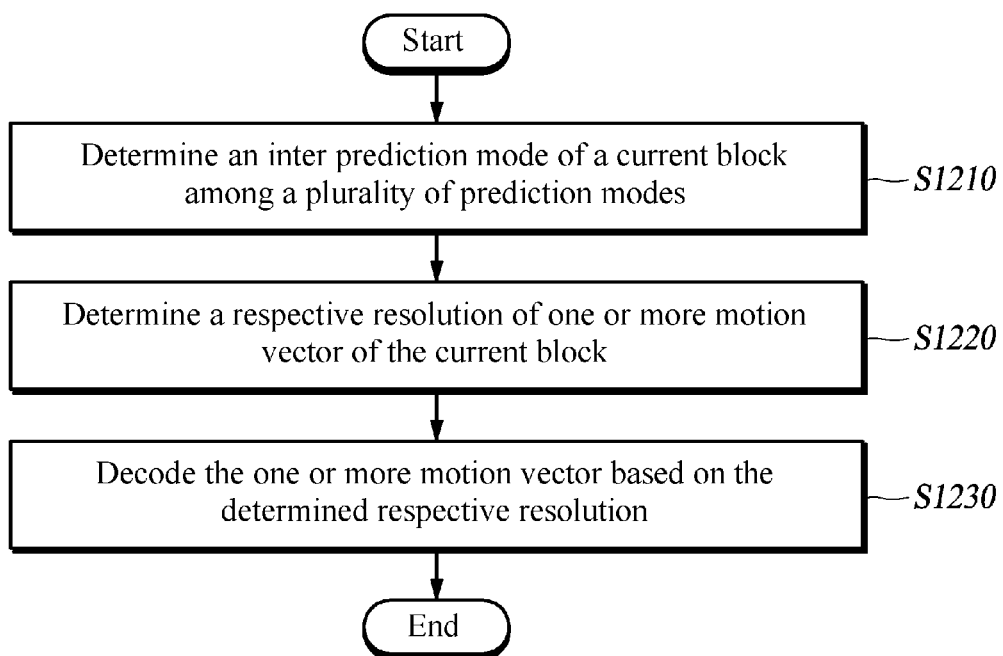 Start
Determine an inter prediction mode of a current block
among a plurality of prediction modes
S1210
Determine a respective resolution of one or more motion
vector of the current block
S1220
Decode the one or more motion vector based on the
determined respective resolution
S1230
End